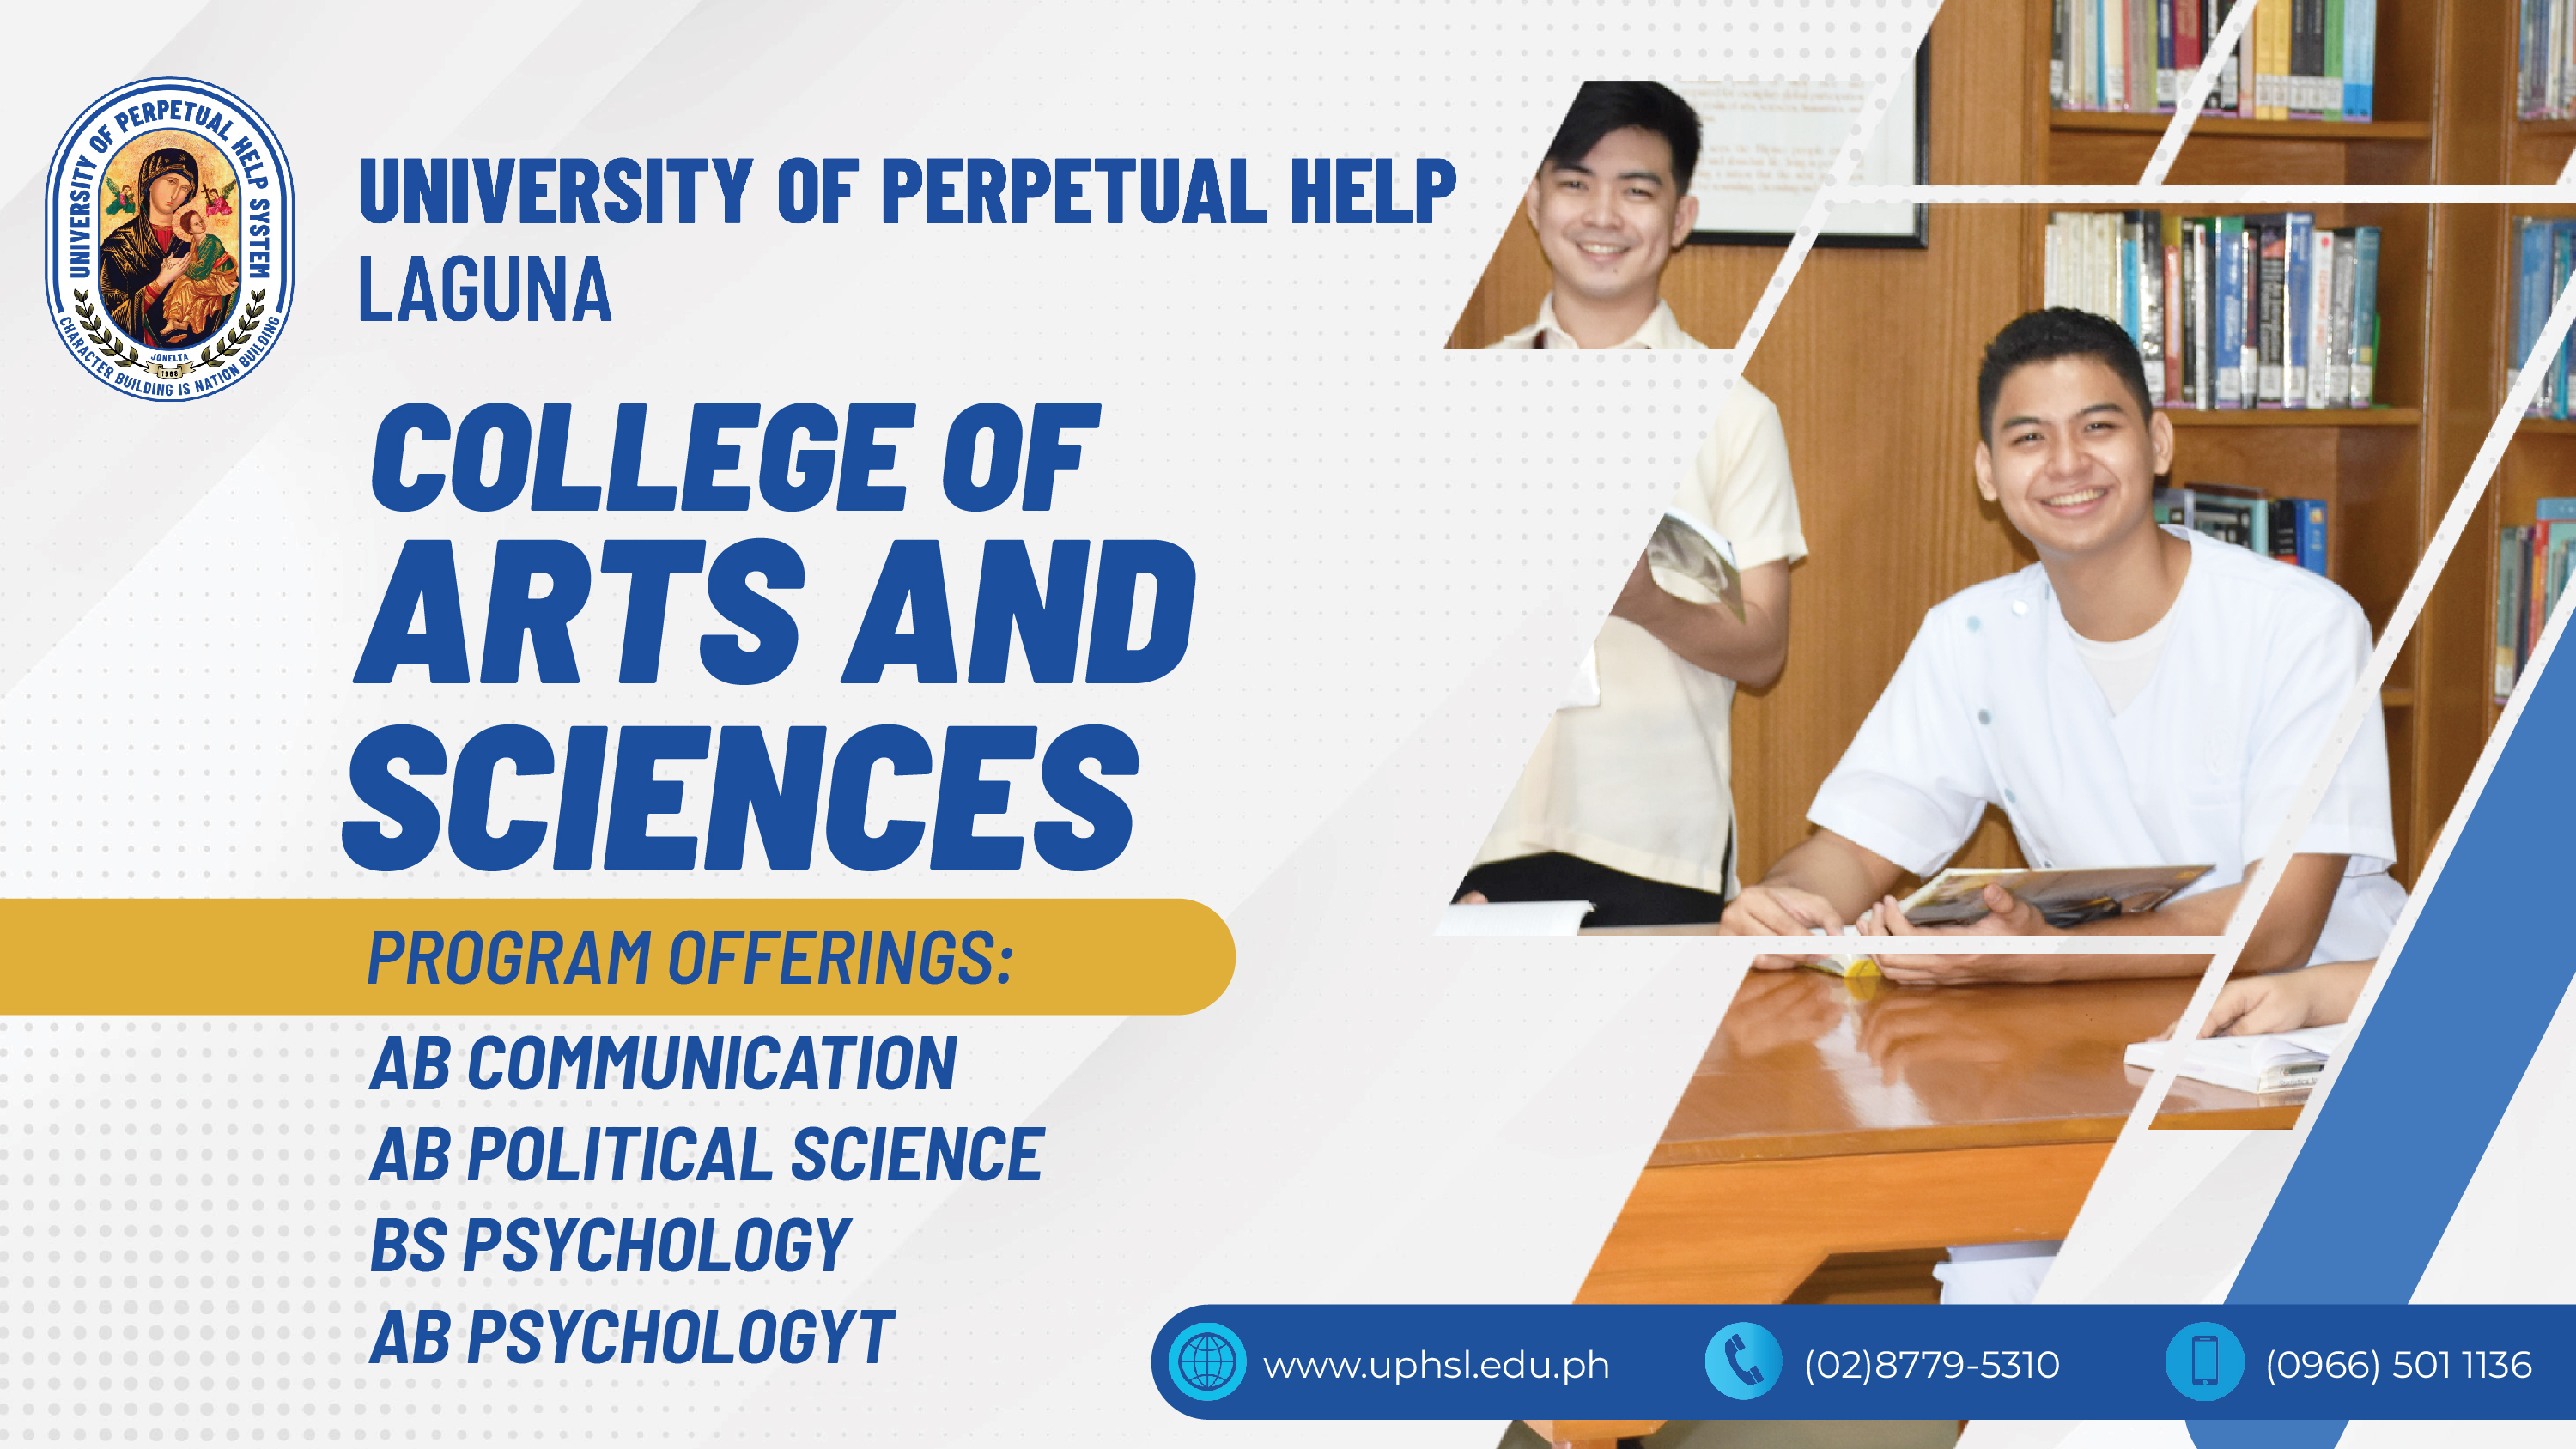 UNIVERSITY OF PERPETUAL HELP SYSTEM
JONELTA
1968
CHARACTER BUILDING IS NATION BUILDING
UNIVERSITY OF PERPETUAL HELP
LAGUNA
COLLEGE OF
ARTS AND
SCIENCES
PROGRAM OFFERINGS:
AB COMMUNICATION
AB POLITICAL SCIENCE
BS PSYCHOLOGY
AB PSYCHOLOGYT
www.uphsl.edu.ph
(02)8779-5310
(0966) 501 1136